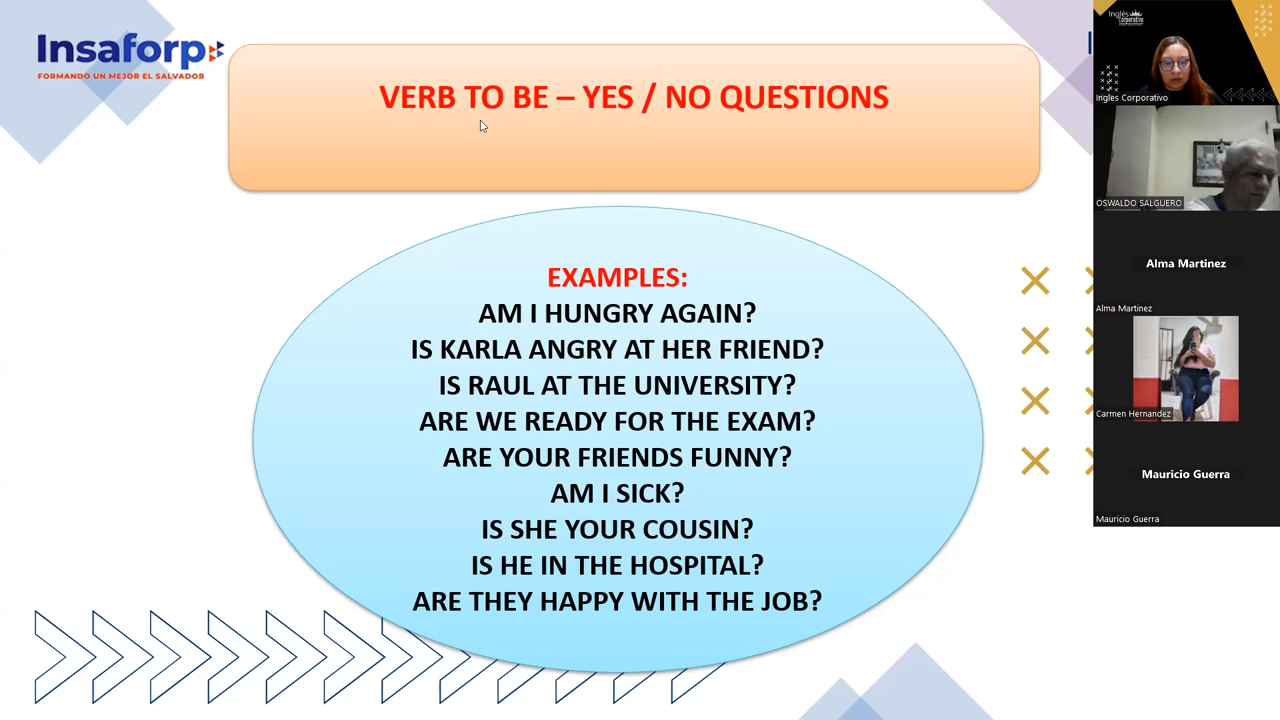 Insaforp
FORMANDO UN MEJOR EL SALVADOR
VERB TO BE – YES / NO QUESTIONS
EXAMPLES:
AM I HUNGRY AGAIN?
IS KARLA ANGRY AT HER FRIEND?
IS RAUL AT THE UNIVERSITY?
ARE WE READY FOR THE EXAM?
ARE YOUR FRIENDS FUNNY?
AM I SICK?
IS SHE YOUR COUSIN?
IS HE IN THE HOSPITAL?
ARE THEY HAPPY WITH THE JOB?
Inglés
Corporativo
Ingles Corporativo
OSWALDO SALGUERO
Alma Martinez
Alma Martinez
Carmen Hernandez
Mauricio Guerra
Mauricio Guerra